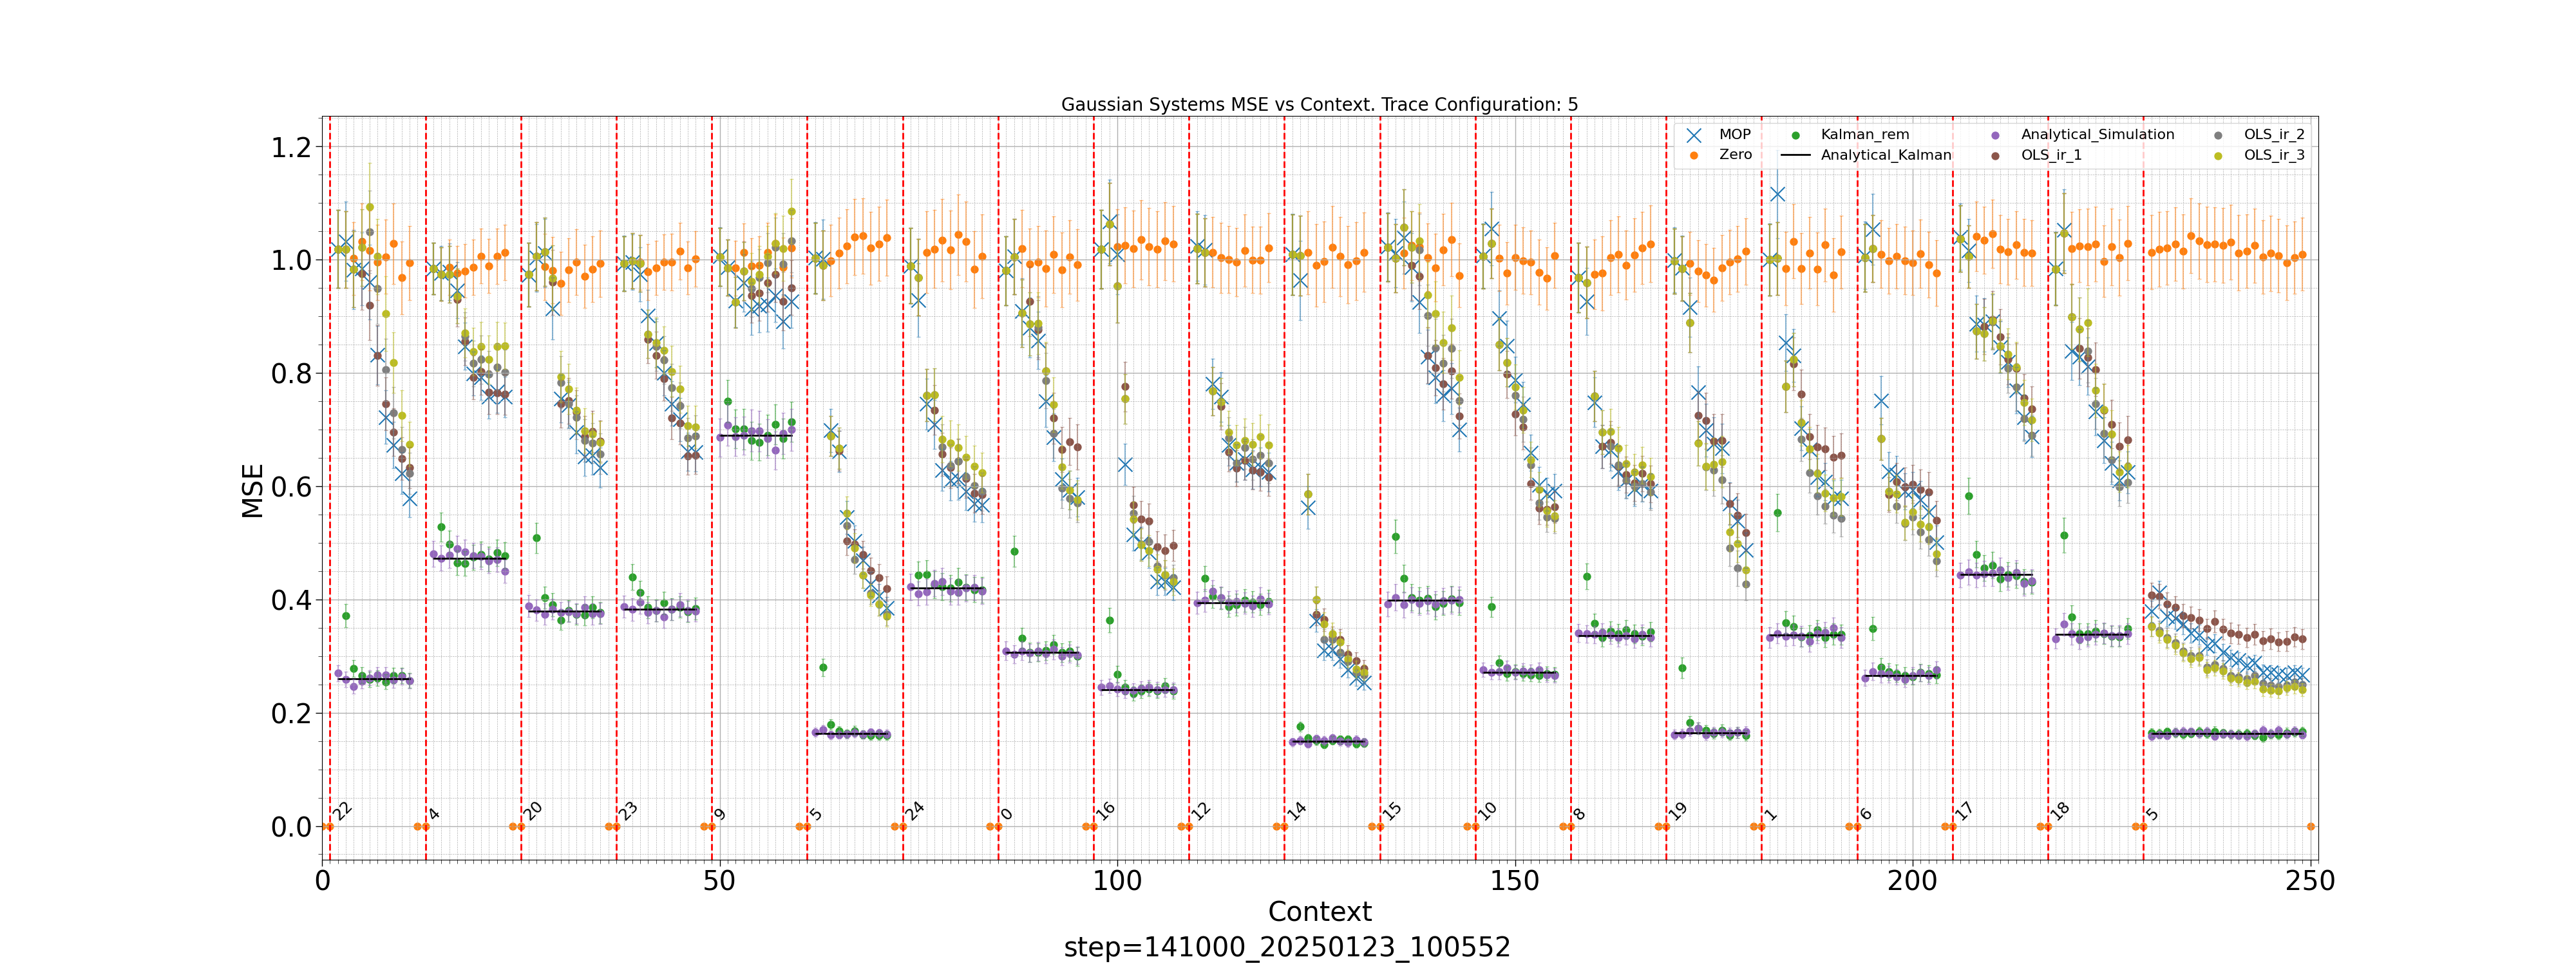 Gaussian Systems MSE vs Context. Trace Configuration: 5
MOP
Zero
Kalman_rem
Analytical_Kalman
Analytical_Simulation
OLS_ir_1
OLS_ir_2
OLS_ir_3
MSE
1.2
1.0
0.8
0.6
0.4
0.2
0.0
22 4 20 23 9 5 24 0 16 12 14 15 10 8 19 1 6 17 18 5
0 50 100 150 200 250
Context
step=141000_20250123_100552